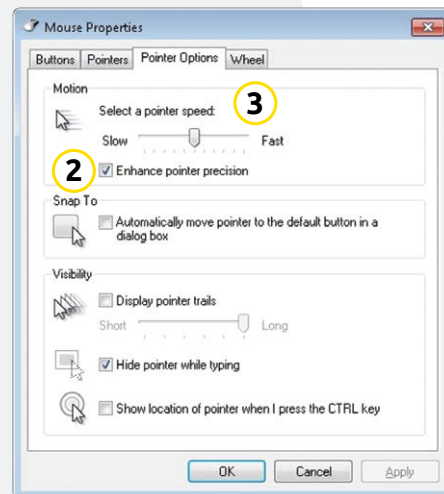 Mouse Properties
Buttons Pointers Pointer Options Wheel
Motion
Select a pointer speed: 3
Slow Fast
2 Enhance pointer precision
Snap To
Automatically move pointer to the default button in a
dialog box
Visibility
Display pointer trails
Short Long
Hide pointer while typing
Show location of pointer when I press the CTRL key
OK Cancel Apply